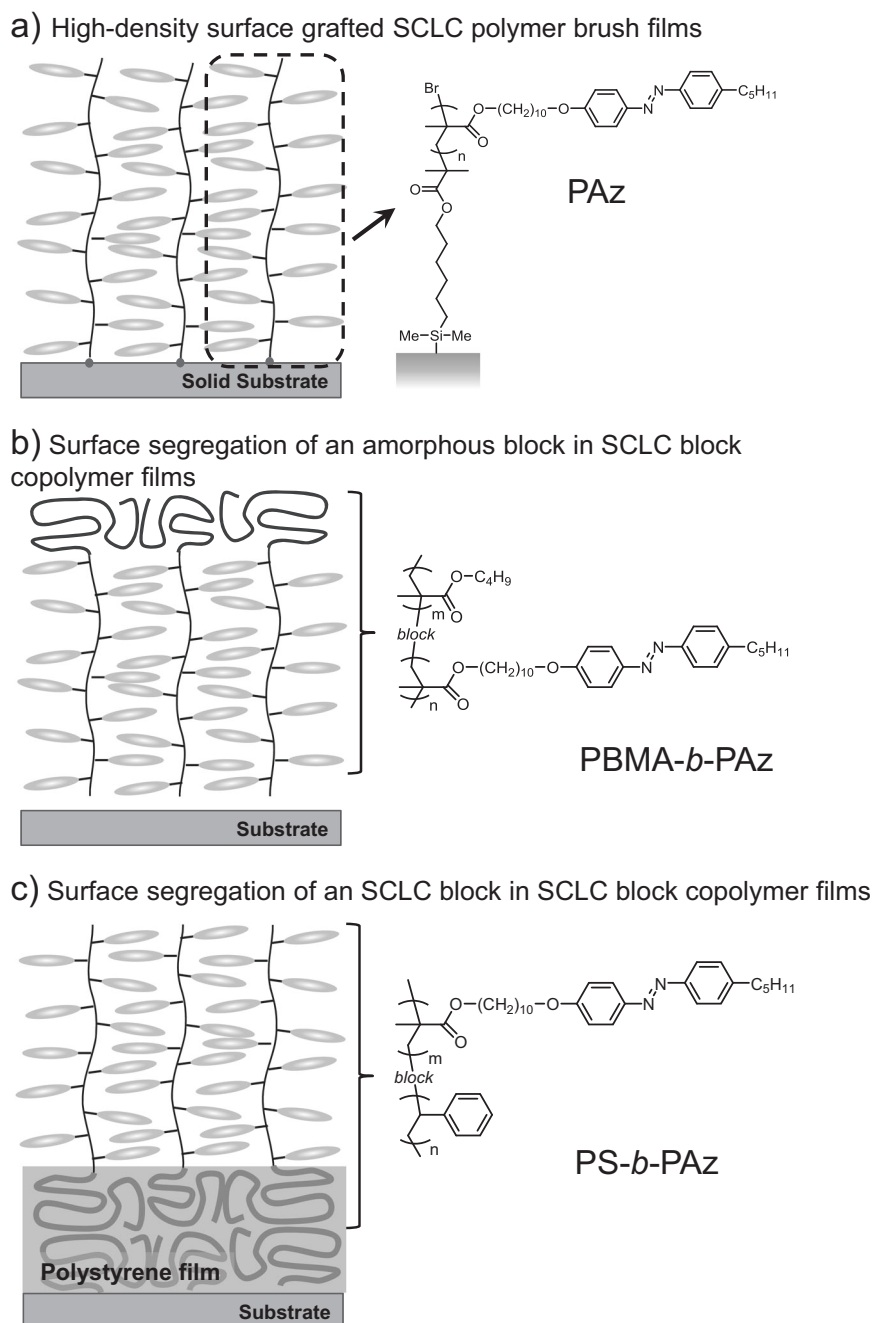 a) High-density surface grafted SCLC polymer brush films
Br
O
(CH2)10
O
N
N
C5H11
O
n
O
O
PAz
Me
Si
Me
Solid Substrate
b) Surface segregation of an amorphous block in SCLC block
copolymer films
O
C4H9
O
m
block
O
(CH2)10
O
N
N
C5H11
O
n
PBMA-b-PAz
Substrate
c) Surface segregation of an SCLC block in SCLC block copolymer films
O
(CH2)10
O
N
N
C5H11
O
m
block
n
PS-b-PAz
Polystyrene film
Substrate